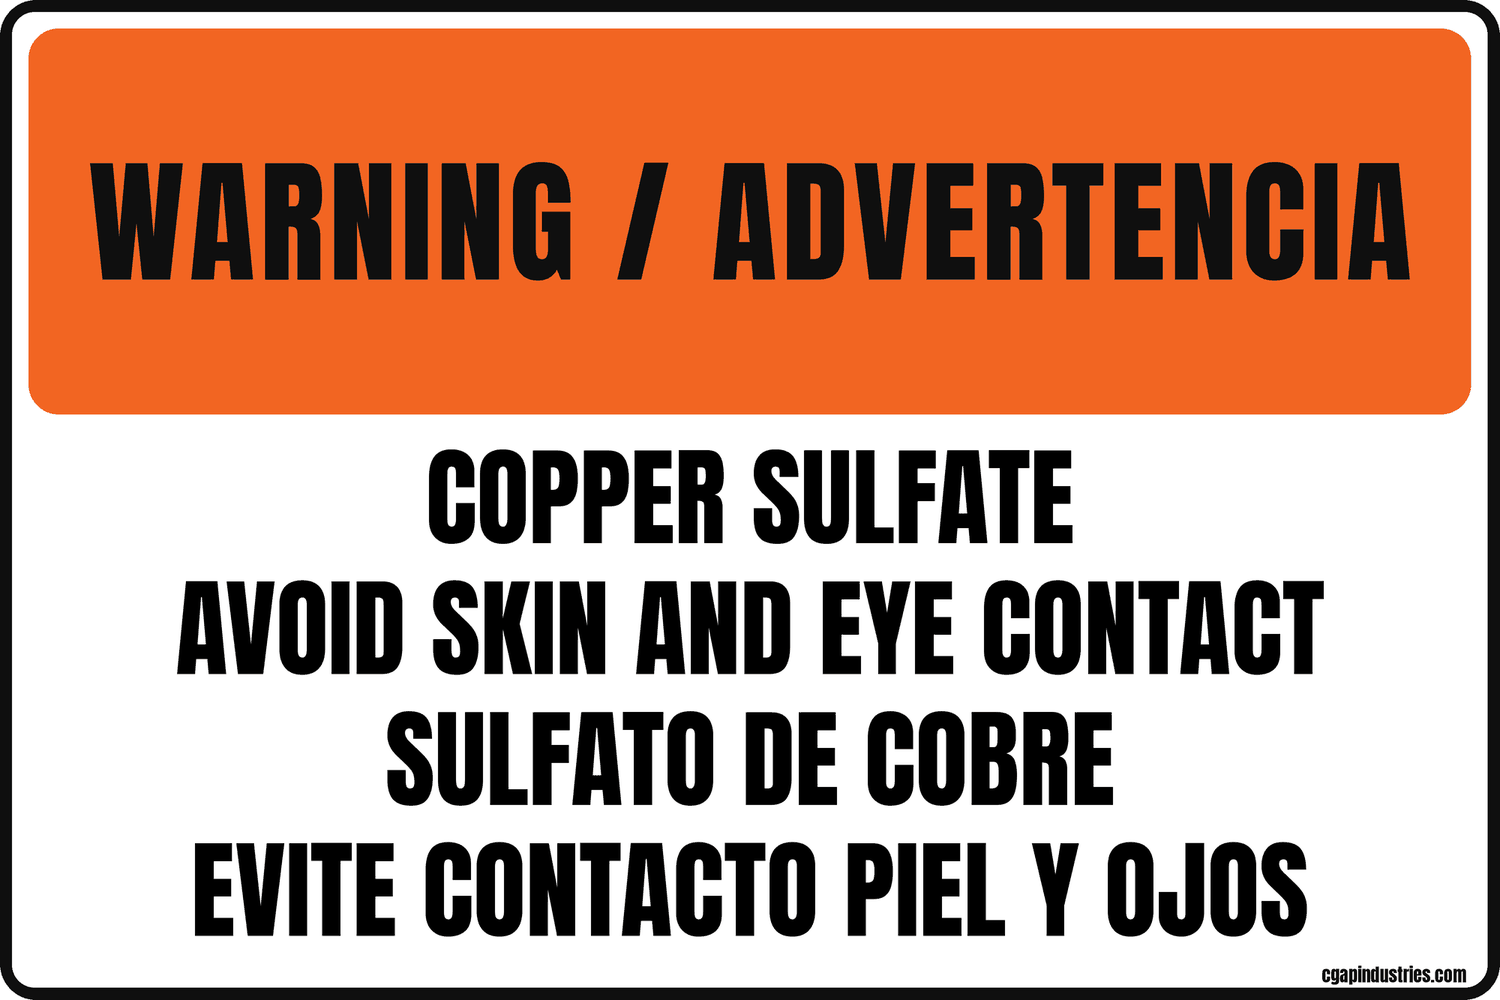 WARNING / ADVERTENCIA
COPPER SULFATE
AVOID SKIN AND EYE CONTACT
SULFATO DE COBRE
EVITE CONTACTO PIEL Y OJOS
cgapindustries.com